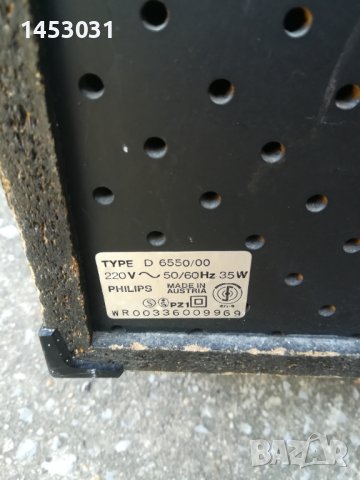 1453031
TYPE D 6550/00
220V ~ 50/60Hz 35W
PHILIPS MADE IN AUSTRIA
PZ1
WR00336009969
BAZAR